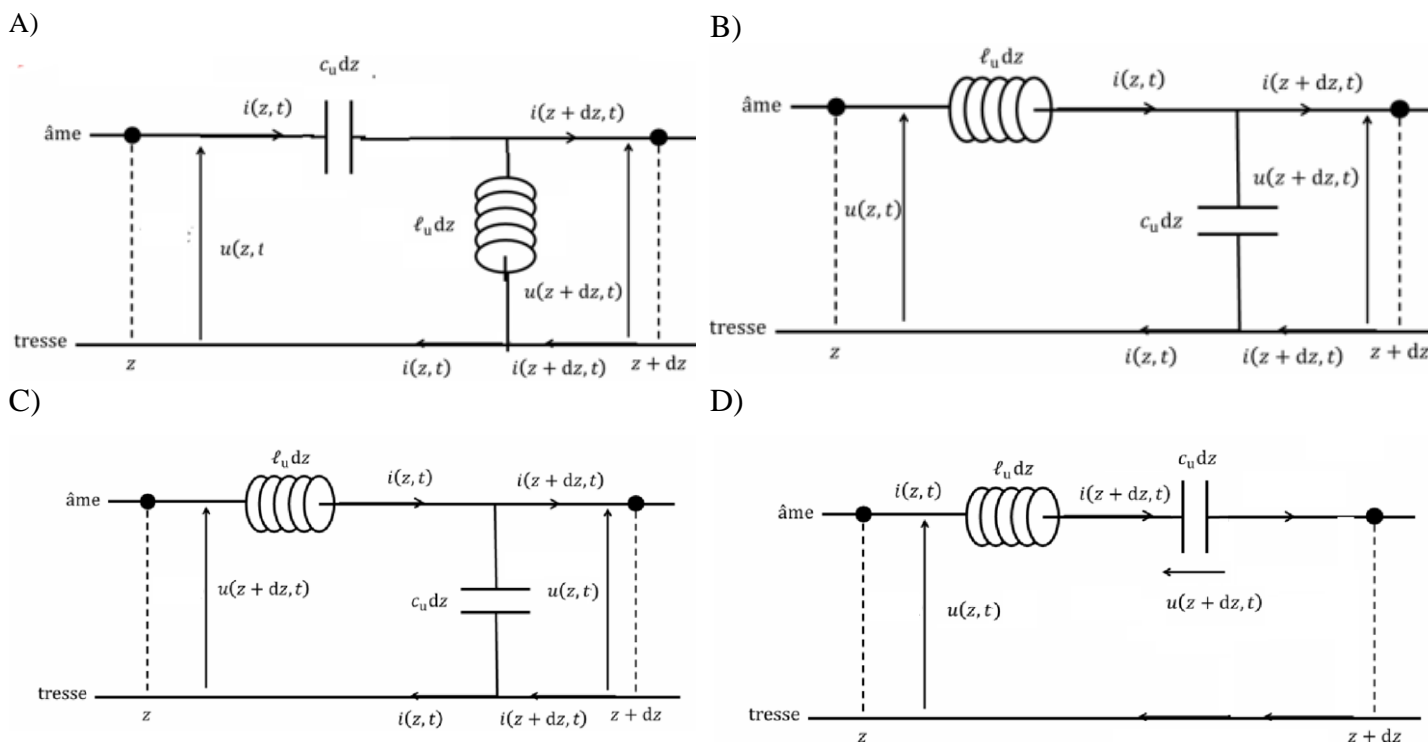 A)
c_u dz
i(z, t)
i(z + dz, t)
âme
ℓ_u dz
u(z, t
u(z + dz, t)
tresse
z
i(z, t)
i(z + dz, t)
z + dz
B)
ℓ_u dz
i(z, t)
i(z + dz, t)
âme
u(z, t)
u(z + dz, t)
c_u dz
tresse
z
i(z, t)
i(z + dz, t)
z + dz
C)
ℓ_u dz
i(z, t)
i(z + dz, t)
âme
u(z + dz, t)
c_u dz
u(z, t)
tresse
z
i(z, t)
i(z + dz, t)
z + dz
D)
ℓ_u dz
c_u dz
i(z, t)
i(z + dz, t)
âme
u(z, t)
u(z + dz, t)
tresse
z
z + dz